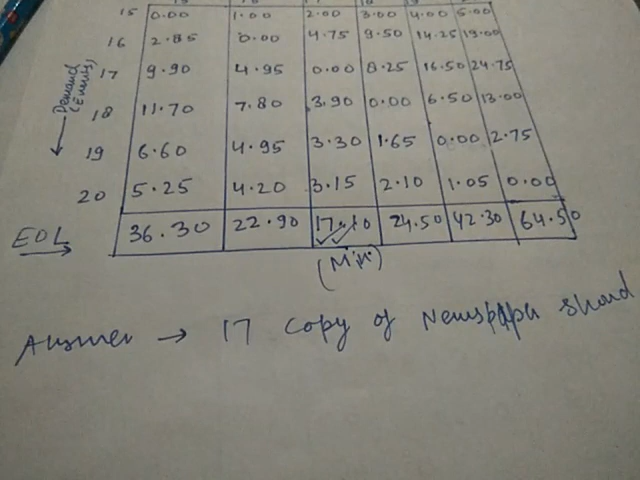 15 0.00 1.00 2.00 3.00 4.00 5.00
16 2.85 0.00 4.75 9.50 14.25 19.00
17 9.90 4.95 0.00 8.25 16.50 24.75
18 11.70 7.80 3.90 0.00 6.50 13.00
19 6.60 4.95 3.30 1.65 0.00 2.75
20 5.25 4.20 3.15 2.10 1.05 0.00
Demand
EOL 36.30 22.90 17.10 24.50 42.30 64.50
(Min)
Answer → 17 Copy of Newspaper